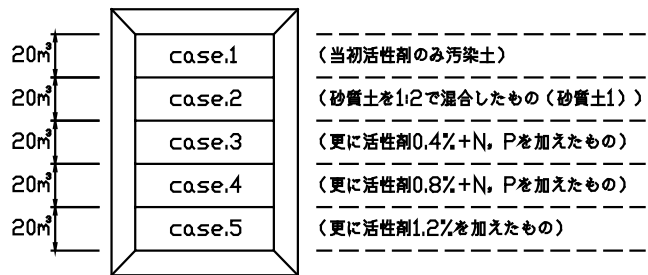 20m³ case.1 (当初活性剤のみ汚染土)
20m³ case.2 (砂質土を1:2で混合したもの(砂質土1))
20m³ case.3 (更に活性剤0.4%+N，Pを加えたもの)
20m³ case.4 (更に活性剤0.8%+N，Pを加えたもの)
20m³ case.5 (更に活性剤1.2%を加えたもの)